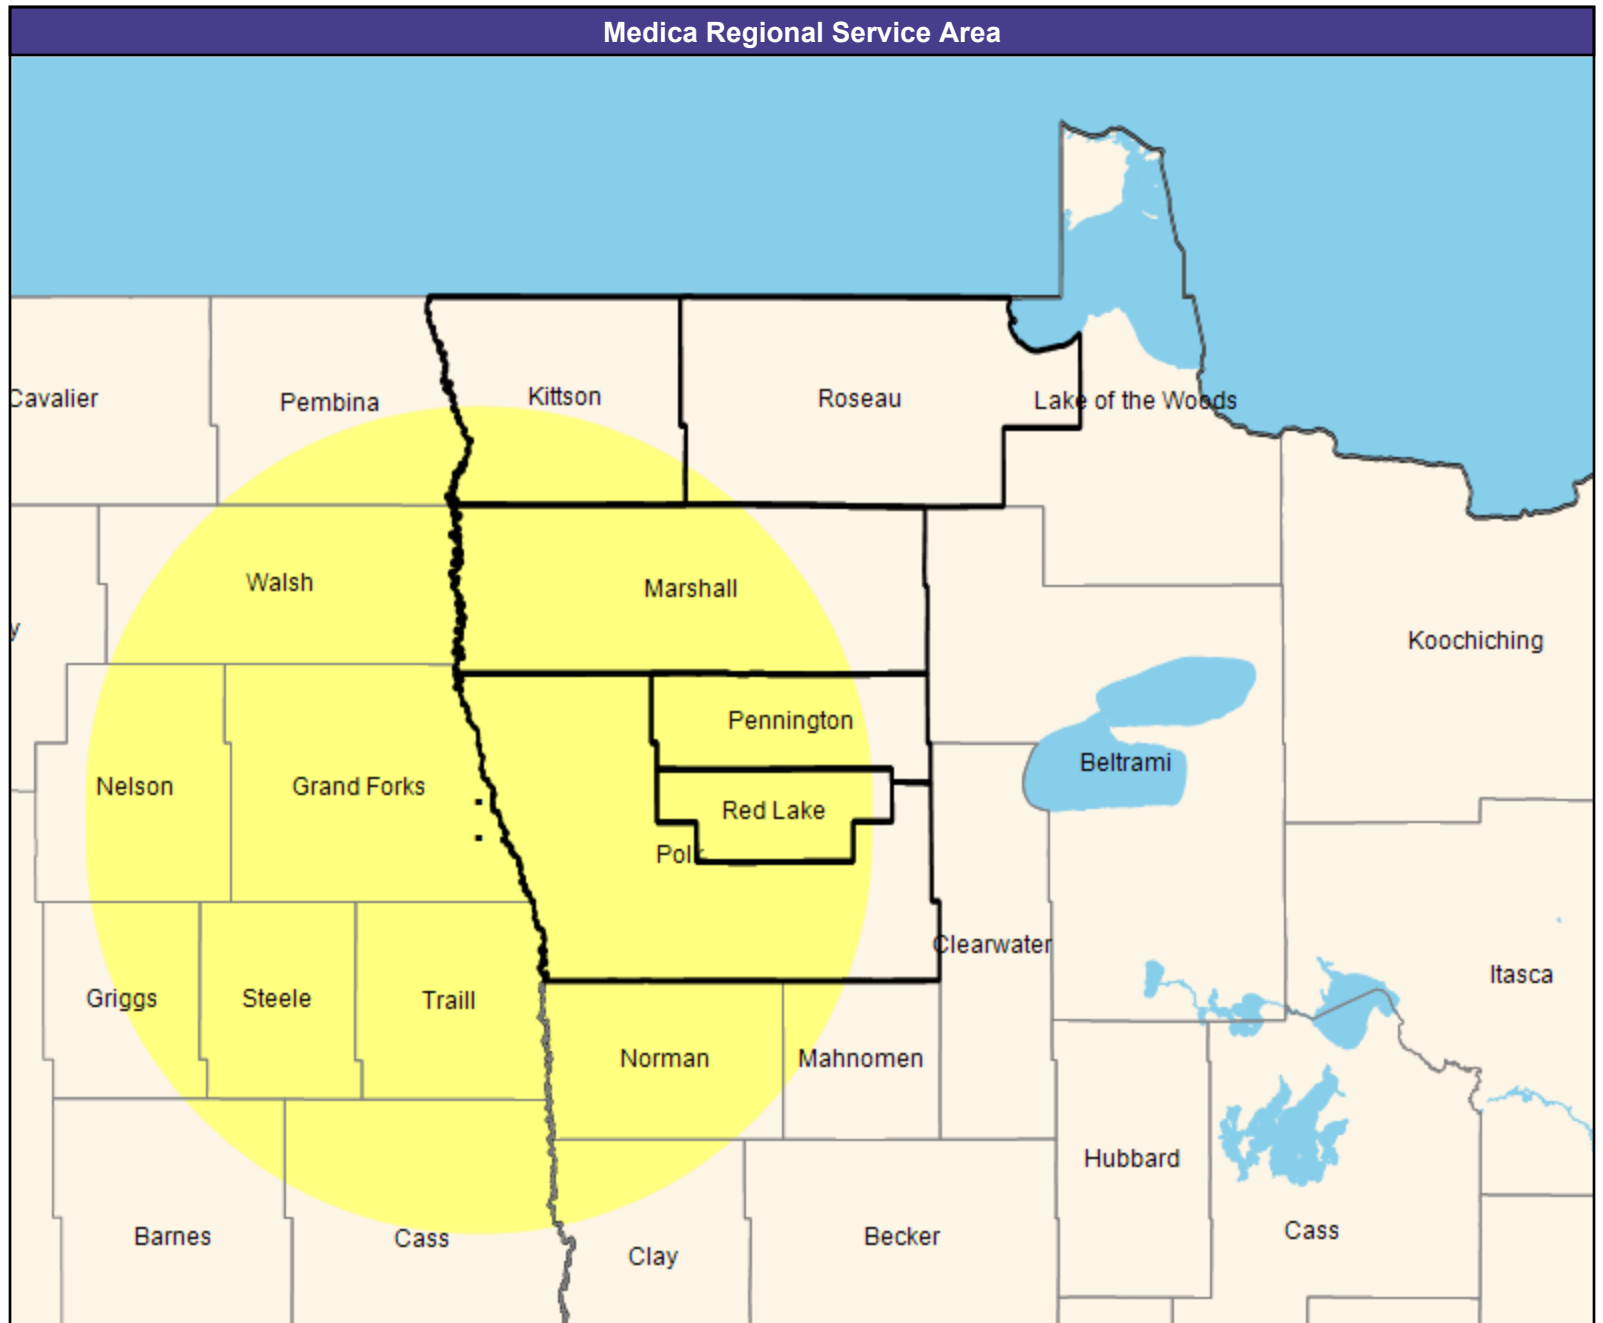 Medica Regional Service Area
Cavalier
Pembina
Kittson
Roseau
Lake of the Woods
Walsh
Marshall
y
Koochiching
Pennington
Beltrami
Nelson
Grand Forks
Red Lake
Polk
Clearwater
Itasca
Griggs
Steele
Traill
Norman
Mahnomen
Hubbard
Barnes
Cass
Clay
Becker
Cass